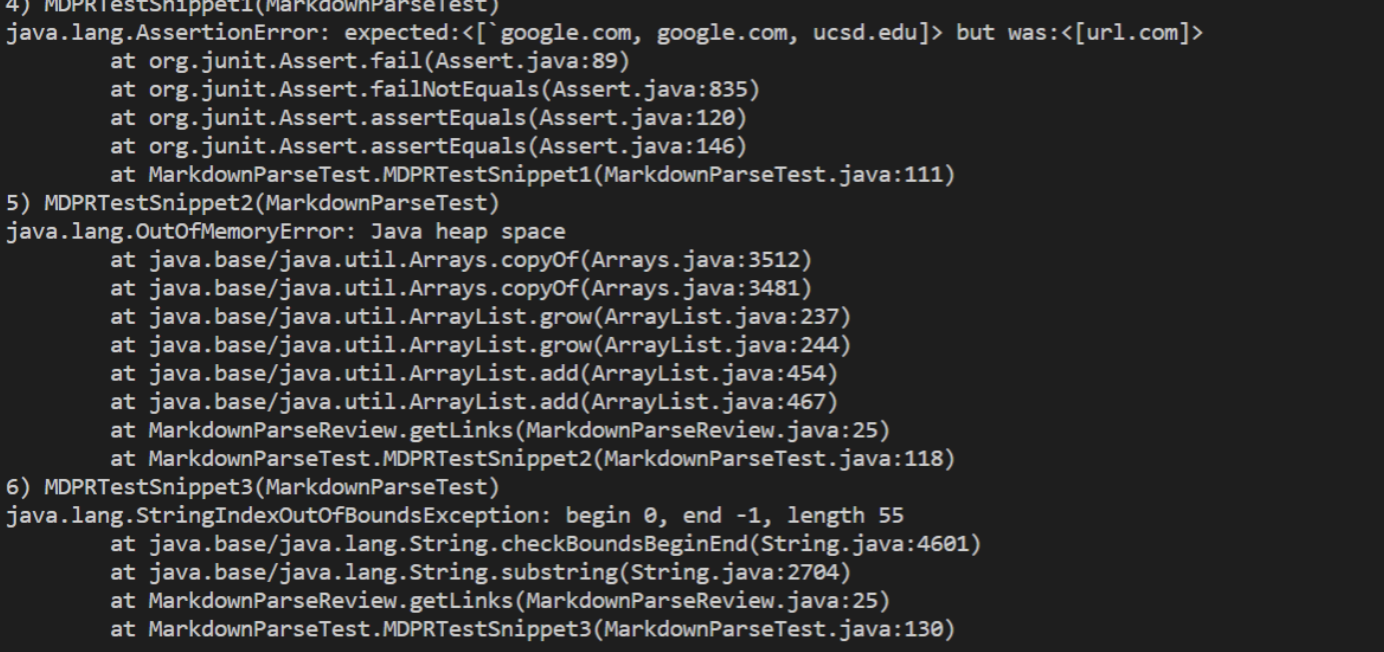 4) MDPRTestSnippet1(MarkdownParseTest)
java.lang.AssertionError: expected:<[`google.com, google.com, ucsd.edu]> but was:<[url.com]>
        at org.junit.Assert.fail(Assert.java:89)
        at org.junit.Assert.failNotEquals(Assert.java:835)
        at org.junit.Assert.assertEquals(Assert.java:120)
        at org.junit.Assert.assertEquals(Assert.java:146)
        at MarkdownParseTest.MDPRTestSnippet1(MarkdownParseTest.java:111)
5) MDPRTestSnippet2(MarkdownParseTest)
java.lang.OutOfMemoryError: Java heap space
        at java.base/java.util.Arrays.copyOf(Arrays.java:3512)
        at java.base/java.util.Arrays.copyOf(Arrays.java:3481)
        at java.base/java.util.ArrayList.grow(ArrayList.java:237)
        at java.base/java.util.ArrayList.grow(ArrayList.java:244)
        at java.base/java.util.ArrayList.add(ArrayList.java:454)
        at java.base/java.util.ArrayList.add(ArrayList.java:467)
        at MarkdownParseReview.getLinks(MarkdownParseReview.java:25)
        at MarkdownParseTest.MDPRTestSnippet2(MarkdownParseTest.java:118)
6) MDPRTestSnippet3(MarkdownParseTest)
java.lang.StringIndexOutOfBoundsException: begin 0, end -1, length 55
        at java.base/java.lang.String.checkBoundsBeginEnd(String.java:4601)
        at java.base/java.lang.String.substring(String.java:2704)
        at MarkdownParseReview.getLinks(MarkdownParseReview.java:25)
        at MarkdownParseTest.MDPRTestSnippet3(MarkdownParseTest.java:130)